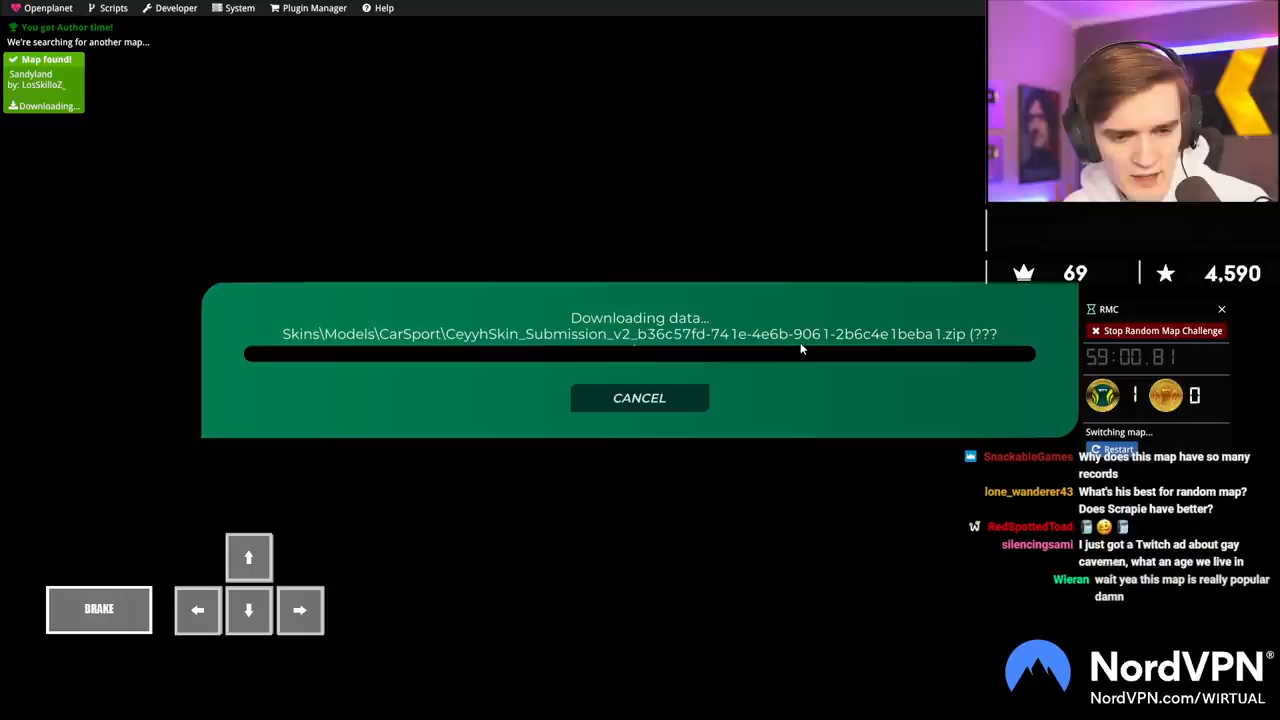 Openplanet Scripts Developer System Plugin Manager Help
You got Author time!
We're searching for another map...
Map found!
Sandyland
by: LosSkilloZ_
Downloading...
69 4,590
Downloading data...
Skins\Models\CarSport\CeyyhSkin_Submission_v2_b36c57fd-741e-4e6b-9061-2b6c4e1beba1.zip (???
CANCEL
RMC
Stop Random Map Challenge
59:00.81
1 0
Switching map...
Restart
SnackableGames Why does this map have so many
records
lone_wanderer43 What's his best for random map?
Does Scrapie have better?
RedSpottedToad
silencingsami I just got a Twitch ad about gay
cavemen, what an age we live in
Wieran wait yea this map is really popular
damn
BRAKE
NordVPN®
NordVPN.com/WIRTUAL